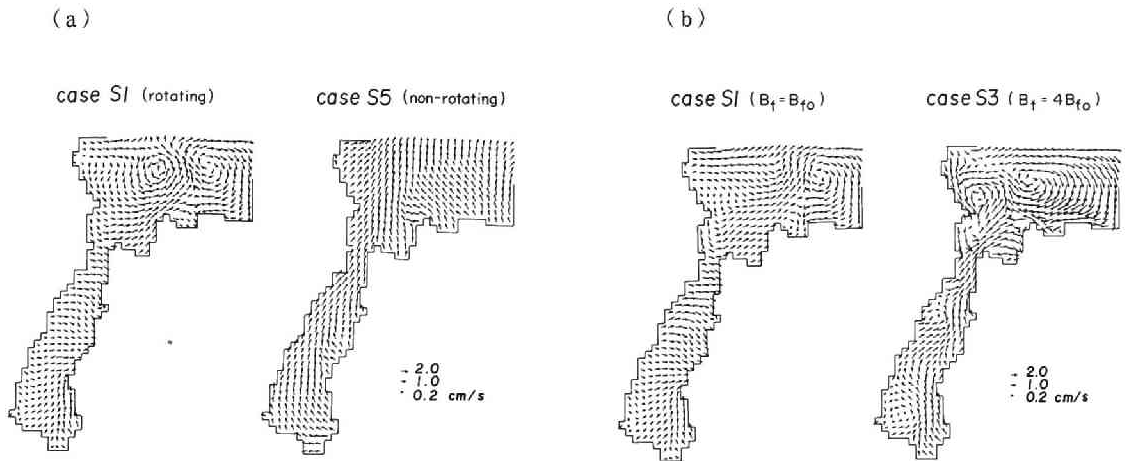 (a)
(b)
case S1 (rotating)
case S5 (non-rotating)
case S1 (Bf=Bfo)
case S3 (Bf=4Bfo)
2.0
1.0
0.2 cm/s
2.0
1.0
0.2 cm/s